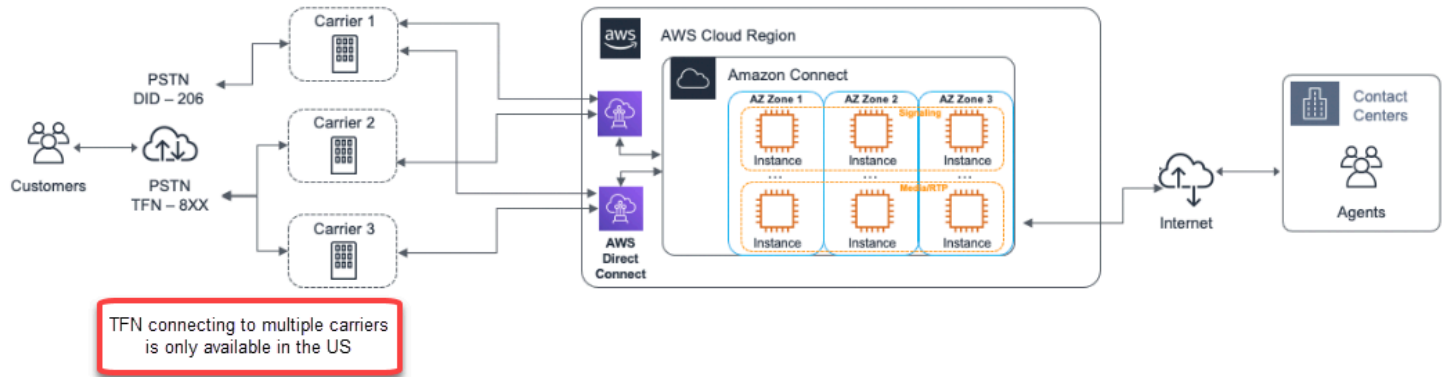 Customers
PSTN
DID – 206
PSTN
TFN – 8XX
Carrier 1
Carrier 2
Carrier 3
TFN connecting to multiple carriers
is only available in the US
aws
AWS Cloud Region
AWS
Direct
Connect
Amazon Connect
AZ Zone 1
AZ Zone 2
AZ Zone 3
Signaling
Instance
Instance
Instance
...
...
...
Media/RTP
Instance
Instance
Instance
Internet
Contact
Centers
Agents